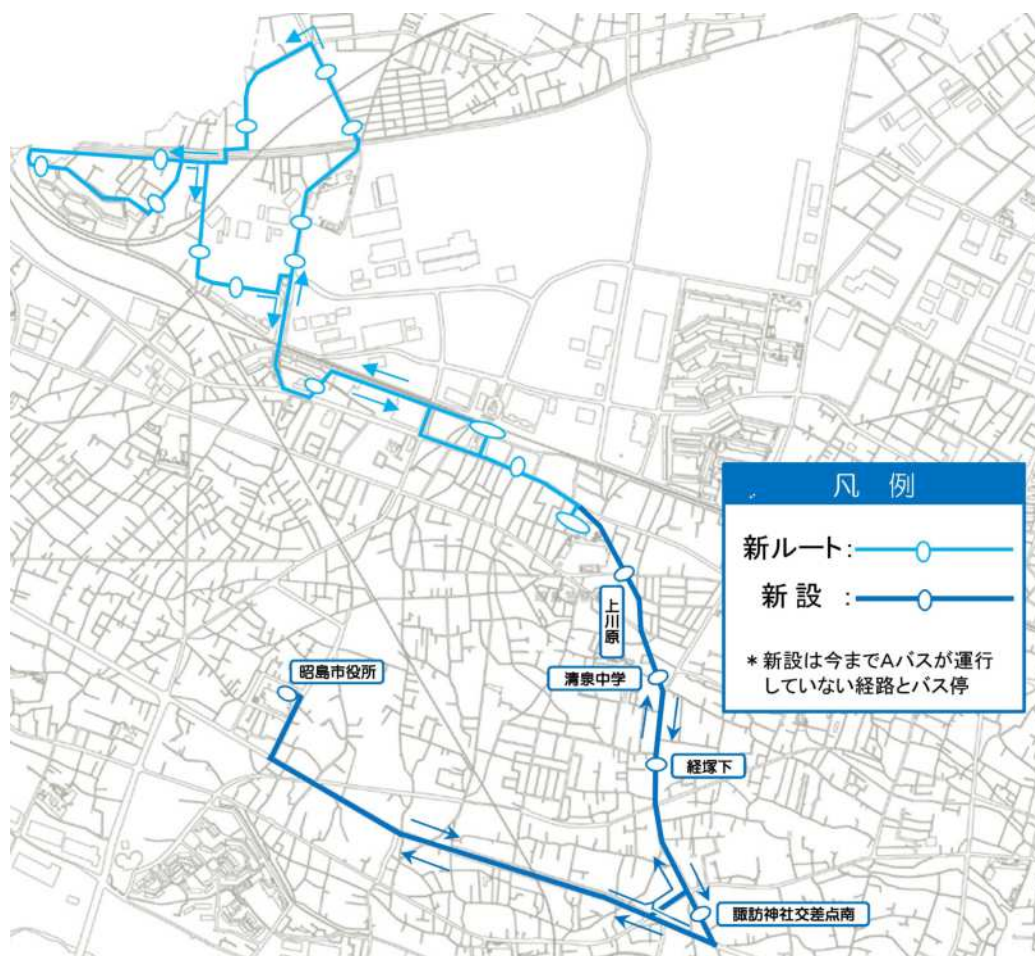 凡 例
新ルート:
新 設 :
* 新設は今までAバスが運行
していない経路とバス停
上川原
昭島市役所
清泉中学
経塚下
諏訪神社交差点南